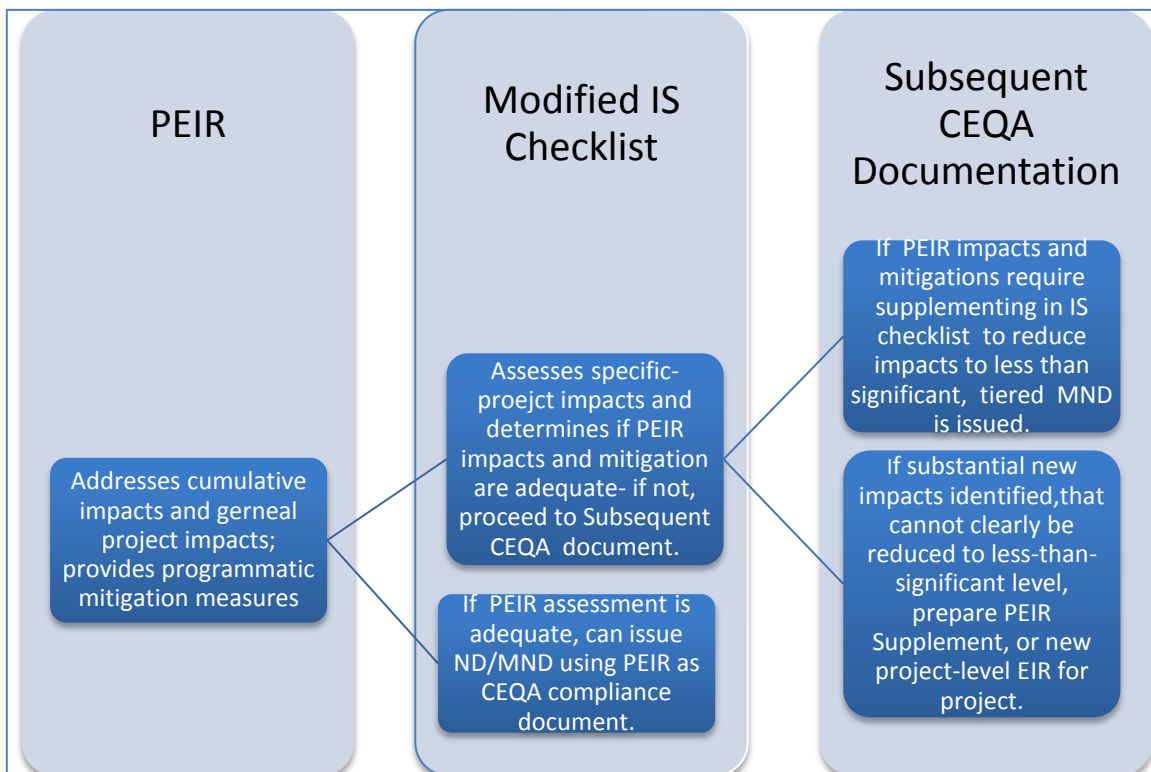 PEIR
Addresses cumulative
impacts and gerneal
project impacts;
provides programmatic
mitigation measures
Modified IS
Checklist
Assesses specific-
proejct impacts and
determines if PEIR
impacts and mitigation
are adequate- if not,
proceed to Subsequent
CEQA document.
If PEIR assessment is
adequate, can issue
ND/MND using PEIR as
CEQA compliance
document.
Subsequent
CEQA
Documentation
If PEIR impacts and
mitigations require
supplementing in IS
checklist to reduce
impacts to less than
significant, tiered MND
is issued.
If substantial new
impacts identified,that
cannot clearly be
reduced to less-than-
significant level,
prepare PEIR
Supplement, or new
project-level EIR for
project.